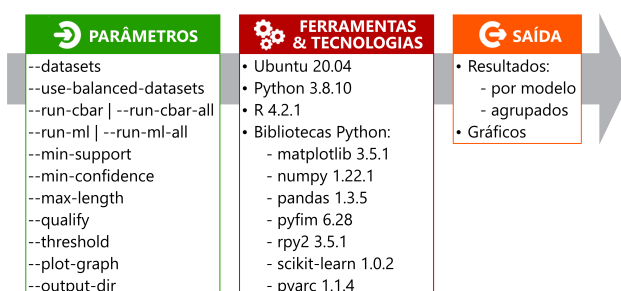 PARÂMETROS
--datasets
--use-balanced-datasets
--run-cbar | --run-cbar-all
--run-ml | --run-ml-all
--min-support
--min-confidence
--max-length
--qualify
--threshold
--plot-graph
--output-dir
FERRAMENTAS
& TECNOLOGIAS
• Ubuntu 20.04
• Python 3.8.10
• R 4.2.1
• Bibliotecas Python:
- matplotlib 3.5.1
- numpy 1.22.1
- pandas 1.3.5
- pyfim 6.28
- rpy2 3.5.1
- scikit-learn 1.0.2
- pyarc 1.1.4
SAÍDA
• Resultados:
- por modelo
- agrupados
• Gráficos